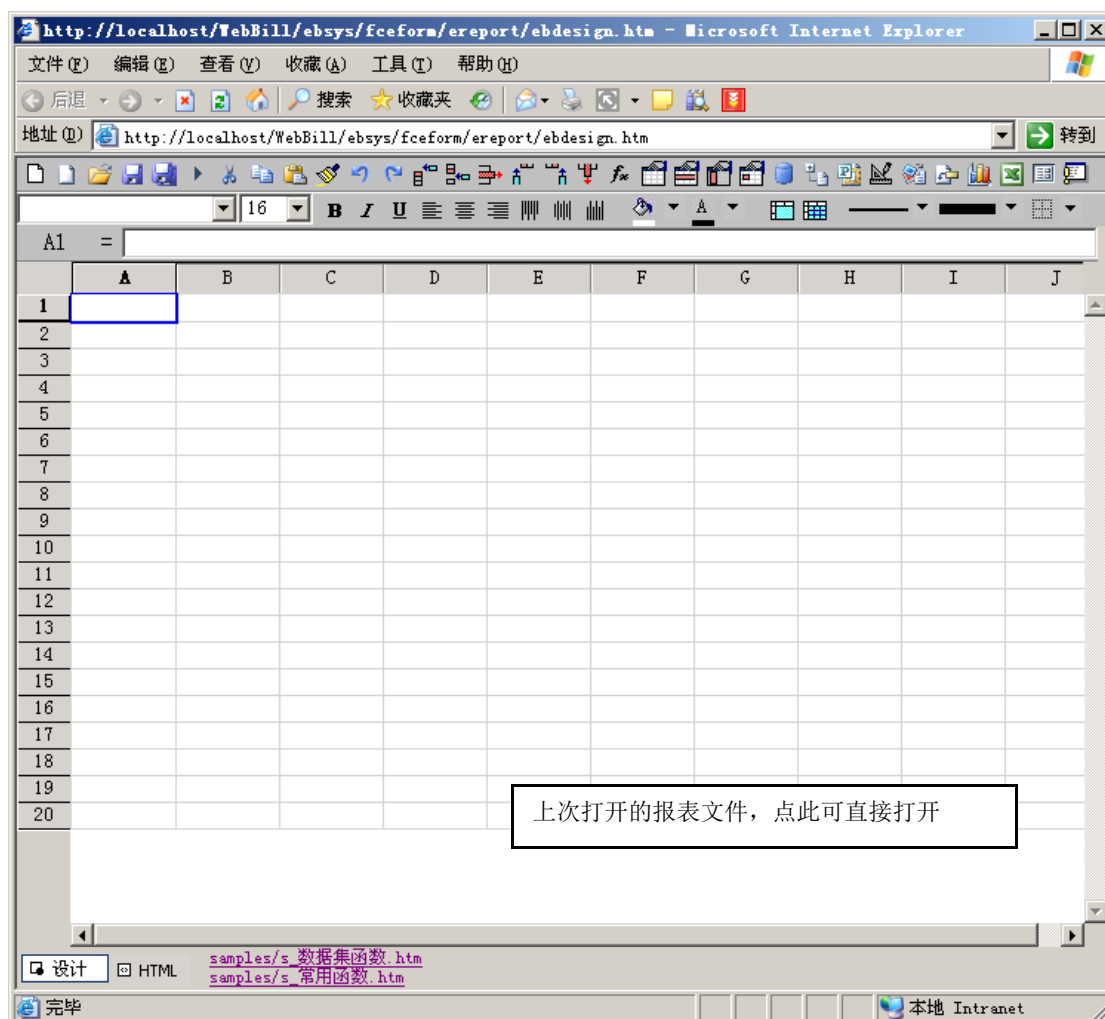 http://localhost/WebBill/ebsys/fceform/ereport/ebdesign.htm - Microsoft Internet Explorer
文件(F) 编辑(E) 查看(V) 收藏(A) 工具(T) 帮助(H)
后退 搜索 收藏夹
地址(D) http://localhost/WebBill/ebsys/fceform/ereport/ebdesign.htm 转到
16 B I U A
A1 =
A B C D E F G H I J
1
2
3
4
5
6
7
8
9
10
11
12
13
14
15
16
17
18
19
20
上次打开的报表文件，点此可直接打开
设计 HTML
samples/s_数据集函数.htm
samples/s_常用函数.htm
完毕 本地 Intranet